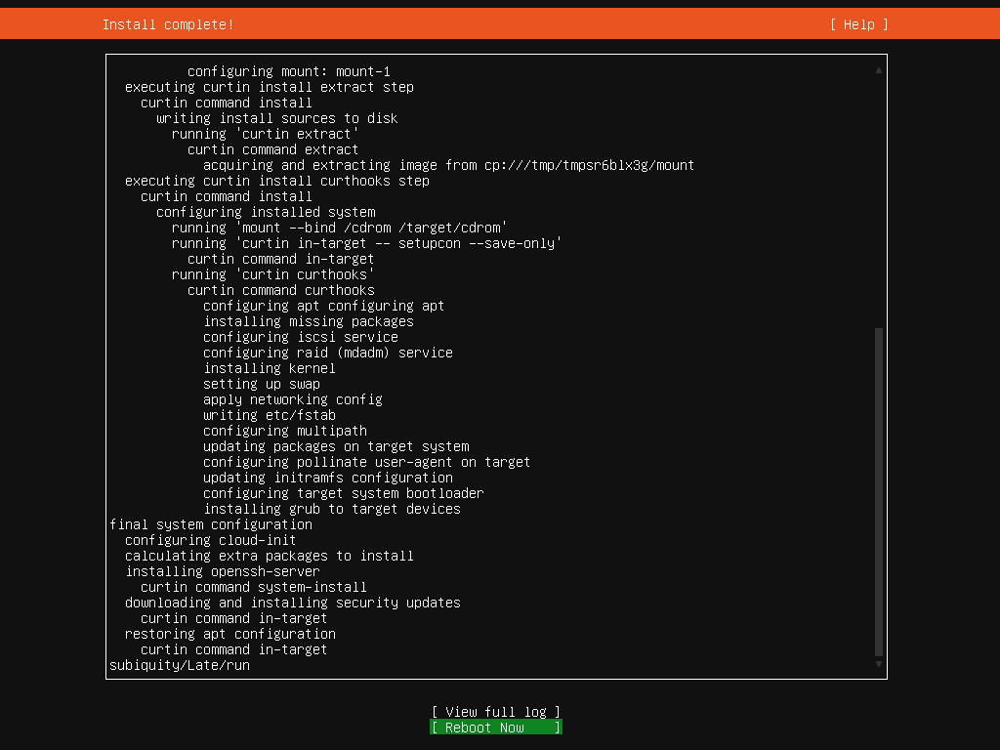 Install complete!
[ Help ]
configuring mount: mount-1
executing curtin install extract step
curtin command install
writing install sources to disk
running 'curtin extract'
curtin command extract
acquiring and extracting image from cp:///tmp/tmpsr6blx3g/mount
executing curtin install curthooks step
curtin command install
configuring installed system
running 'mount --bind /cdrom /target/cdrom'
running 'curtin in-target -- setupcon --save-only'
curtin command in-target
running 'curtin curthooks'
curtin command curthooks
configuring apt configuring apt
installing missing packages
configuring iscsi service
configuring raid (mdadm) service
installing kernel
setting up swap
apply networking config
writing etc/fstab
configuring multipath
updating packages on target system
configuring pollinate user-agent on target
updating initramfs configuration
configuring target system bootloader
installing grub to target devices
final system configuration
configuring cloud-init
calculating extra packages to install
installing openssh-server
curtin command system-install
downloading and installing security updates
curtin command in-target
restoring apt configuration
curtin command in-target
subiquity/Late/run
[ View full log ]
[ Reboot Now ]